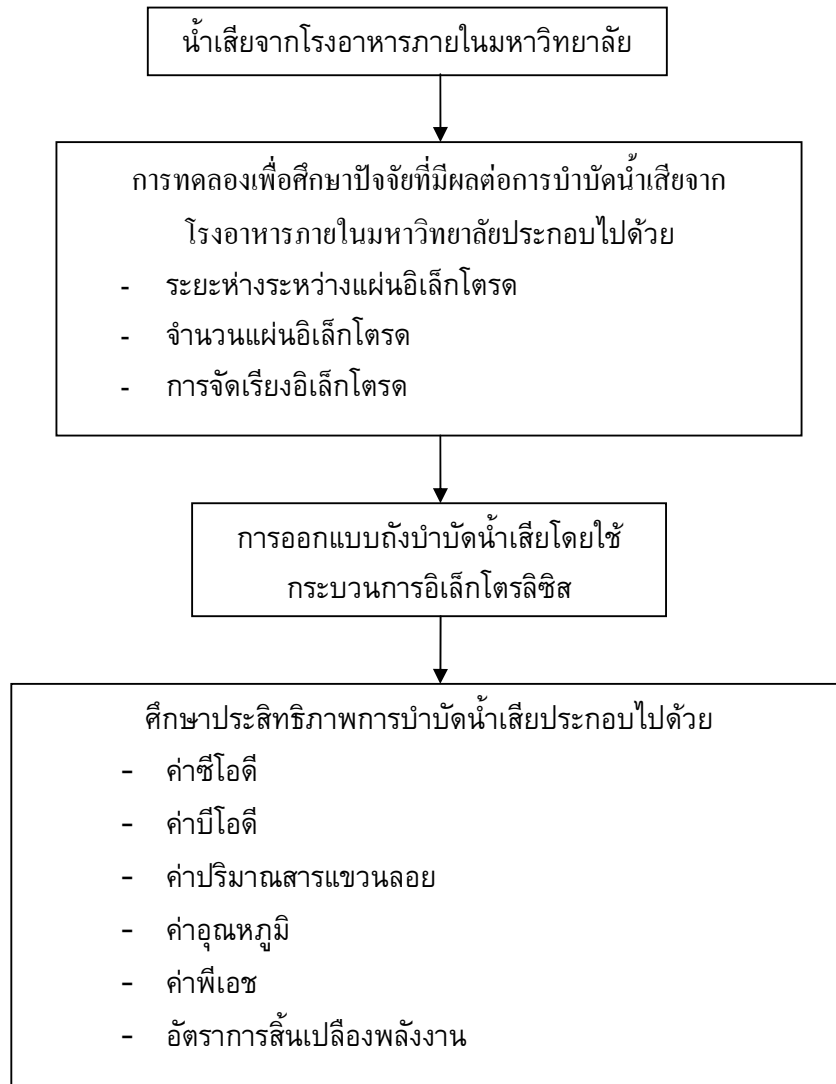 น้ำเสียจากโรงอาหารภายในมหาวิทยาลัย
การทดลองเพื่อศึกษาปัจจัยที่มีผลต่อการบำบัดน้ำเสียจาก
โรงอาหารภายในมหาวิทยาลัยประกอบไปด้วย
- ระยะห่างระหว่างแผ่นอิเล็กโตรด
- จำนวนแผ่นอิเล็กโตรด
- การจัดเรียงอิเล็กโตรด
การออกแบบถังบำบัดน้ำเสียโดยใช้
กระบวนการอิเล็กโตรลิซิส
ศึกษาประสิทธิภาพการบำบัดน้ำเสียประกอบไปด้วย
- ค่าซีโอดี
- ค่าบีโอดี
- ค่าปริมาณสารแขวนลอย
- ค่าอุณหภูมิ
- ค่าพีเอช
- อัตราการสิ้นเปลืองพลังงาน